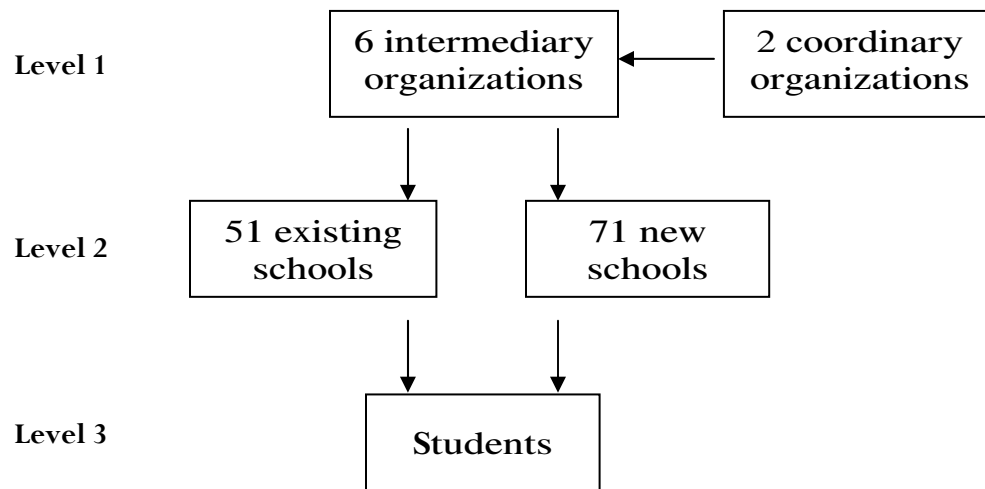 Level 1
6 intermediary
organizations
2 coordinary
organizations
Level 2
51 existing
schools
71 new
schools
Level 3
Students